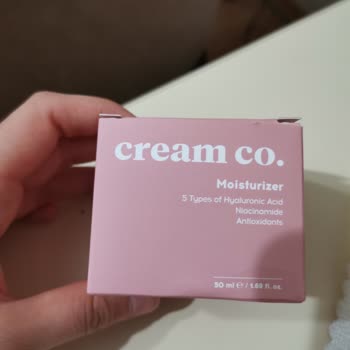 cream co.
Moisturizer
5 Types of Hyaluronic Acid
Niacinamide
Antioxidants
50 ml ℮ / 1.69 fl. oz.